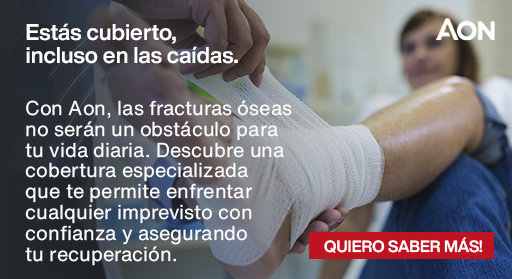 Estás cubierto,
incluso en las caídas.
AON
Con Aon, las fracturas óseas
no serán un obstáculo para
tu vida diaria. Descubre una
cobertura especializada
que te permite enfrentar
cualquier imprevisto con
confianza y asegurando
tu recuperación.
QUIERO SABER MÁS!